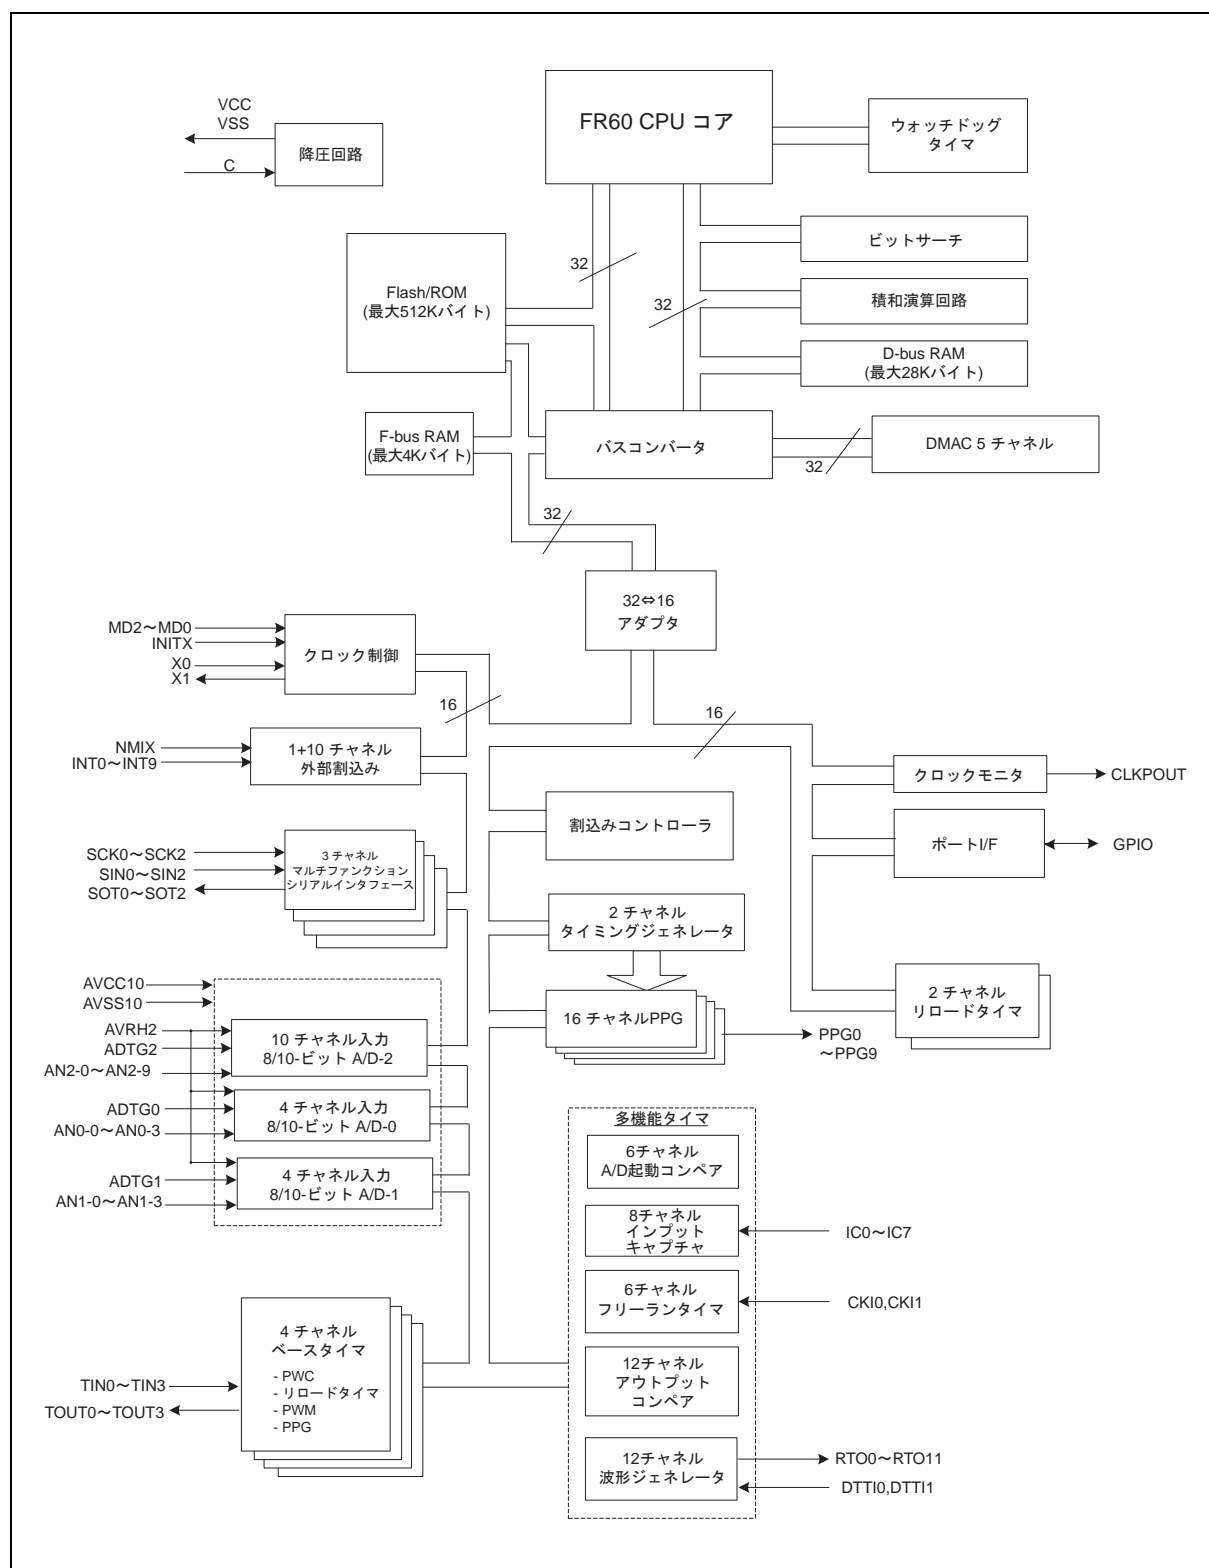 FR60 CPU コア
VCC
VSS
C
降圧回路
ウォッチドッグ
タイマ
ビットサーチ
Flash/ROM
(最大512Kバイト)
32
32
積和演算回路
D-bus RAM
(最大28Kバイト)
F-bus RAM
(最大4Kバイト)
バスコンバータ
32
DMAC 5 チャネル
32
32⇔16
アダプタ
MD2～MD0
INITX
X0
X1
クロック制御
16
16
NMIX
INT0～INT9
1+10 チャネル
外部割込み
クロックモニタ
CLKPOUT
割込みコントローラ
ポートI/F
GPIO
SCK0～SCK2
SIN0～SIN2
SOT0～SOT2
3 チャネル
マルチファンクション
シリアルインタフェース
2 チャネル
タイミングジェネレータ
AVCC10
AVSS10
16 チャネルPPG
PPG0
～PPG9
2 チャネル
リロードタイマ
AVRH2
ADTG2
AN2-0～AN2-9
10 チャネル入力
8/10-ビット A/D-2
ADTG0
AN0-0～AN0-3
4 チャネル入力
8/10-ビット A/D-0
ADTG1
AN1-0～AN1-3
4 チャネル入力
8/10-ビット A/D-1
多機能タイマ
6チャネル
A/D起動コンペア
8チャネル
インプット
キャプチャ
IC0～IC7
6チャネル
フリーランタイマ
CKI0,CKI1
12チャネル
アウトプット
コンペア
12チャネル
波形ジェネレータ
RTO0～RTO11
DTTI0,DTTI1
4 チャネル
ベースタイマ
- PWC
- リロードタイマ
- PWM
- PPG
TIN0～TIN3
TOUT0～TOUT3